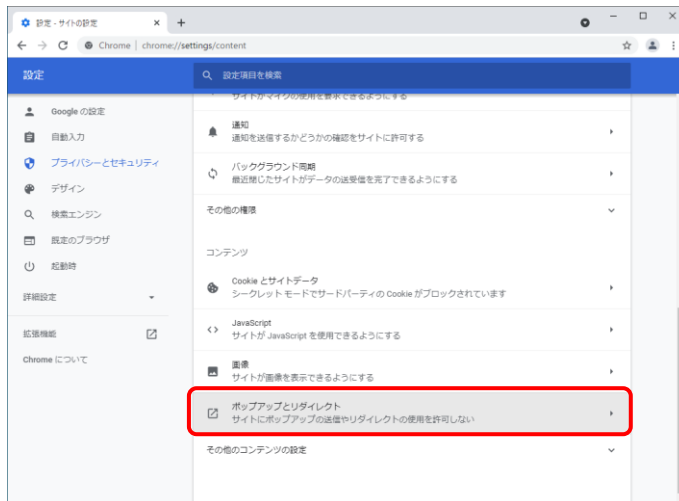 設定 - サイトの設定
Chrome | chrome://settings/content
設定
設定項目を検索
サイトがマイクの使用を要求できるようにする
Google の設定
自動入力
プライバシーとセキュリティ
デザイン
検索エンジン
既定のブラウザ
起動時
詳細設定
拡張機能
Chrome について
通知
通知を送信するかどうかの確認をサイトに許可する
バックグラウンド同期
最近閉じたサイトがデータの送受信を完了できるようにする
その他の権限
コンテンツ
Cookie とサイトデータ
シークレット モードでサードパーティの Cookie がブロックされています
JavaScript
サイトが JavaScript を使用できるようにする
画像
サイトが画像を表示できるようにする
ポップアップとリダイレクト
サイトにポップアップの送信やリダイレクトの使用を許可しない
その他のコンテンツの設定